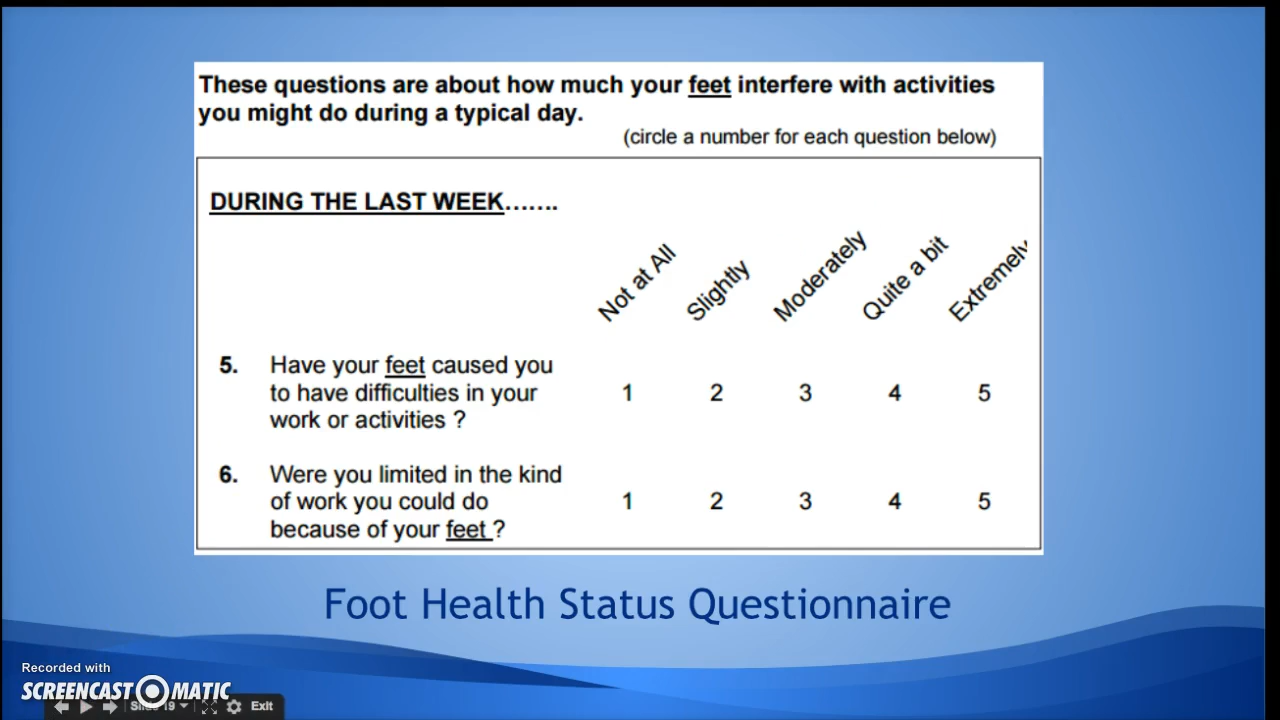 These questions are about how much your feet interfere with activities
you might do during a typical day.
(circle a number for each question below)
DURING THE LAST WEEK…….
Not at All Slightly Moderately Quite a bit Extremely
5. Have your feet caused you
to have difficulties in your 1 2 3 4 5
work or activities ?
6. Were you limited in the kind
of work you could do 1 2 3 4 5
because of your feet ?
Foot Health Status Questionnaire
Recorded with
SCREENCAST O MATIC
Slide 19 Exit